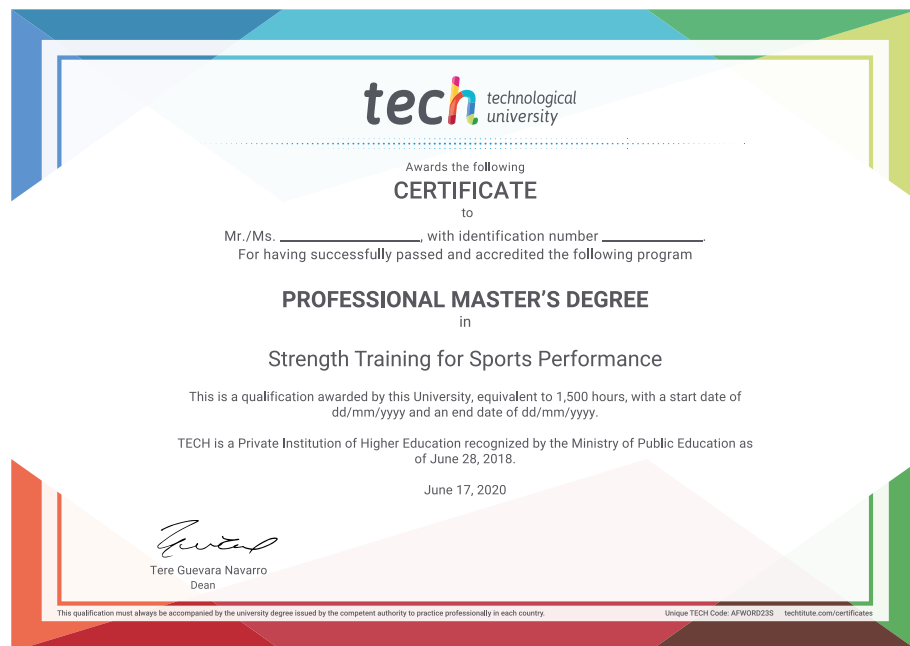 tech technological
university
Awards the following
CERTIFICATE
to
Mr./Ms. ____________________, with identification number ______________.
For having successfully passed and accredited the following program
PROFESSIONAL MASTER'S DEGREE
in
Strength Training for Sports Performance
This is a qualification awarded by this University, equivalent to 1,500 hours, with a start date of
dd/mm/yyyy and an end date of dd/mm/yyyy.
TECH is a Private Institution of Higher Education recognized by the Ministry of Public Education as
of June 28, 2018.
June 17, 2020
Tere Guevara Navarro
Dean
This qualification must always be accompanied by the university degree issued by the competent authority to practice professionally in each country. Unique TECH Code: AFWORD23S techtitute.com/certificates